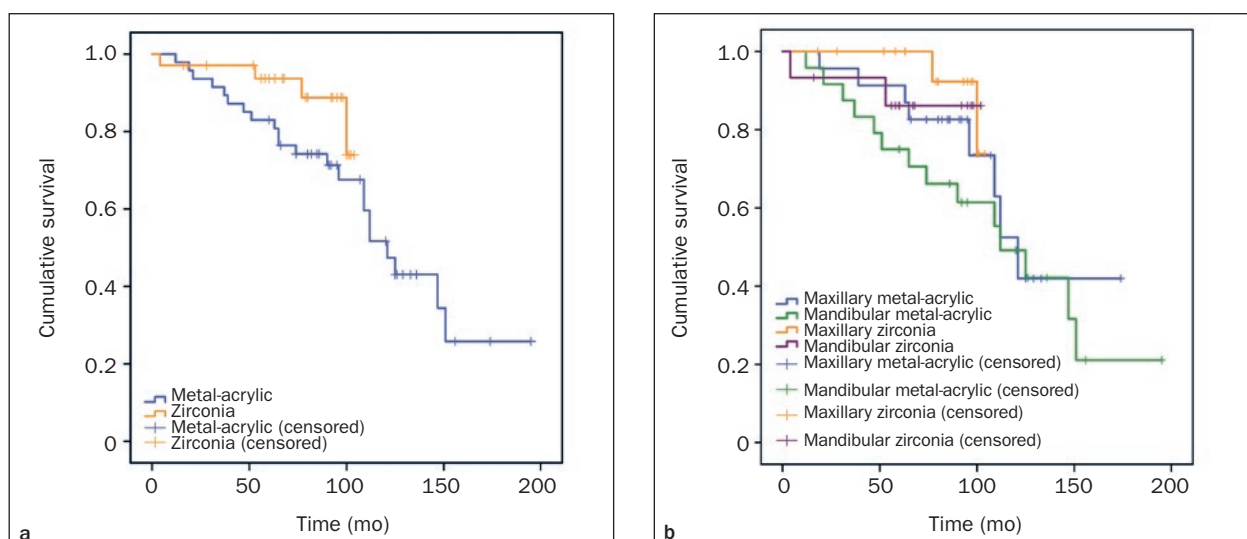 1.0
0.8
0.6
0.4
0.2
0
Cumulative survival
Metal-acrylic
Zirconia
Metal-acrylic (censored)
Zirconia (censored)
0 50 100 150 200
Time (mo)
a
1.0
0.8
0.6
0.4
0.2
0
Cumulative survival
Maxillary metal-acrylic
Mandibular metal-acrylic
Maxillary zirconia
Mandibular zirconia
Maxillary metal-acrylic (censored)
Mandibular metal-acrylic (censored)
Maxillary zirconia (censored)
Mandibular zirconia (censored)
0 50 100 150 200
Time (mo)
b